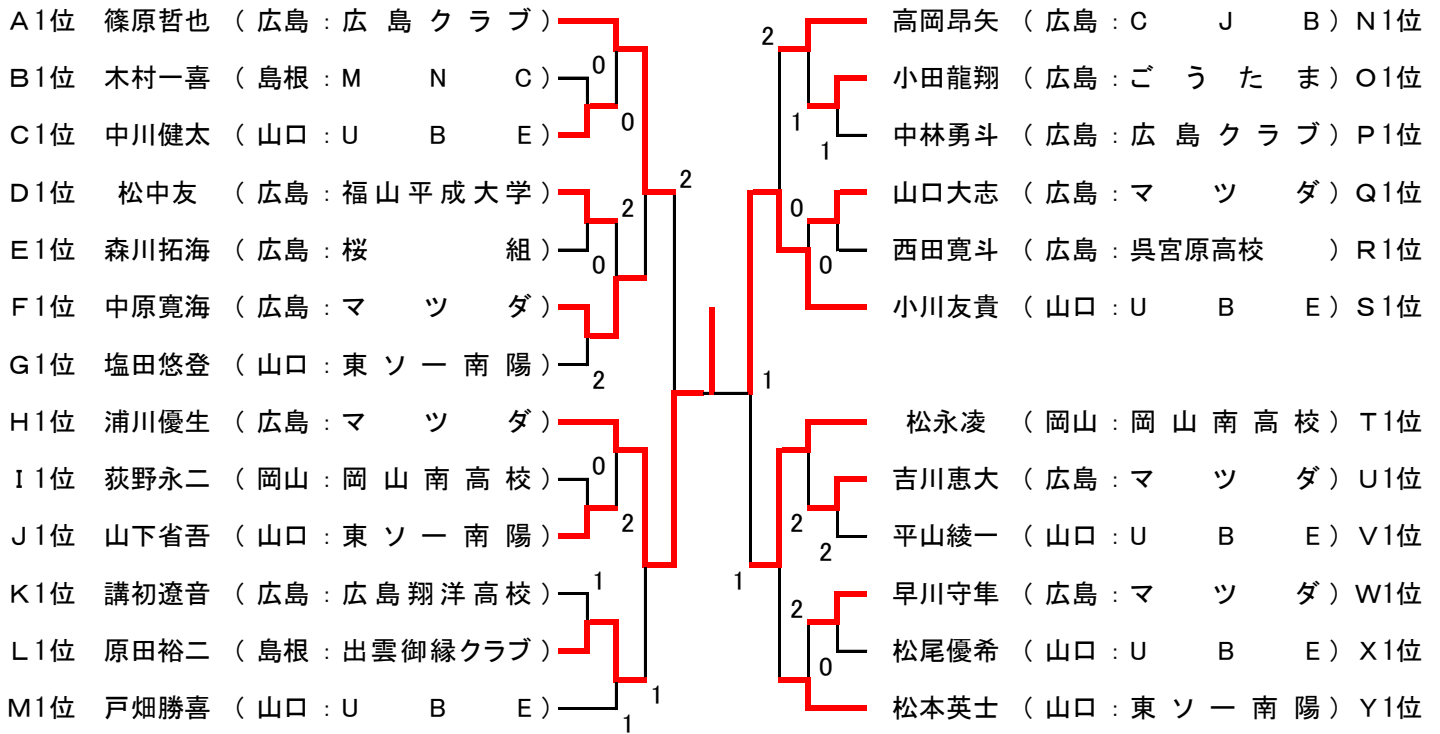 A1位 篠原哲也 （広島：広島クラブ） 高岡昂矢 （広島：CJB） N1位
B1位 木村一喜 （島根：MNC） 小田龍翔 （広島：ごうたま） O1位
C1位 中川健太 （山口：UBE） 中林勇斗 （広島：広島クラブ） P1位
D1位 松中友 （広島：福山平成大学） 山口大志 （広島：マツダ） Q1位
E1位 森川拓海 （広島：桜組） 西田寛斗 （広島：呉宮原高校） R1位
F1位 中原寛海 （広島：マツダ） 小川友貴 （山口：UBE） S1位
G1位 塩田悠登 （山口：東ソー南陽）
H1位 浦川優生 （広島：マツダ） 松永凌 （岡山：岡山南高校） T1位
I1位 荻野永二 （岡山：岡山南高校） 吉川恵大 （広島：マツダ） U1位
J1位 山下省吾 （山口：東ソー南陽） 平山綾一 （山口：UBE） V1位
K1位 講初遼音 （広島：広島翔洋高校） 早川守隼 （広島：マツダ） W1位
L1位 原田裕二 （島根：出雲御縁クラブ） 松尾優希 （山口：UBE） X1位
M1位 戸畑勝喜 （山口：UBE） 松本英士 （山口：東ソー南陽） Y1位
0
0
2
0
2
2
0
2
1
1
1
2
1
1
0
0
1
2
2
1
2
0